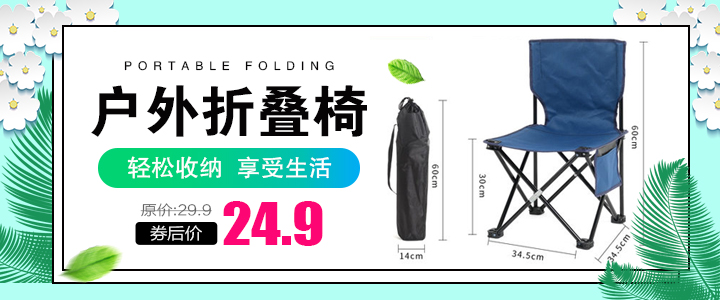 PORTABLE FOLDING
户外折叠椅
轻松收纳 享受生活
原价:29.9
券后价
24.9
60cm
14cm
60cm
30cm
34.5cm
34.5cm